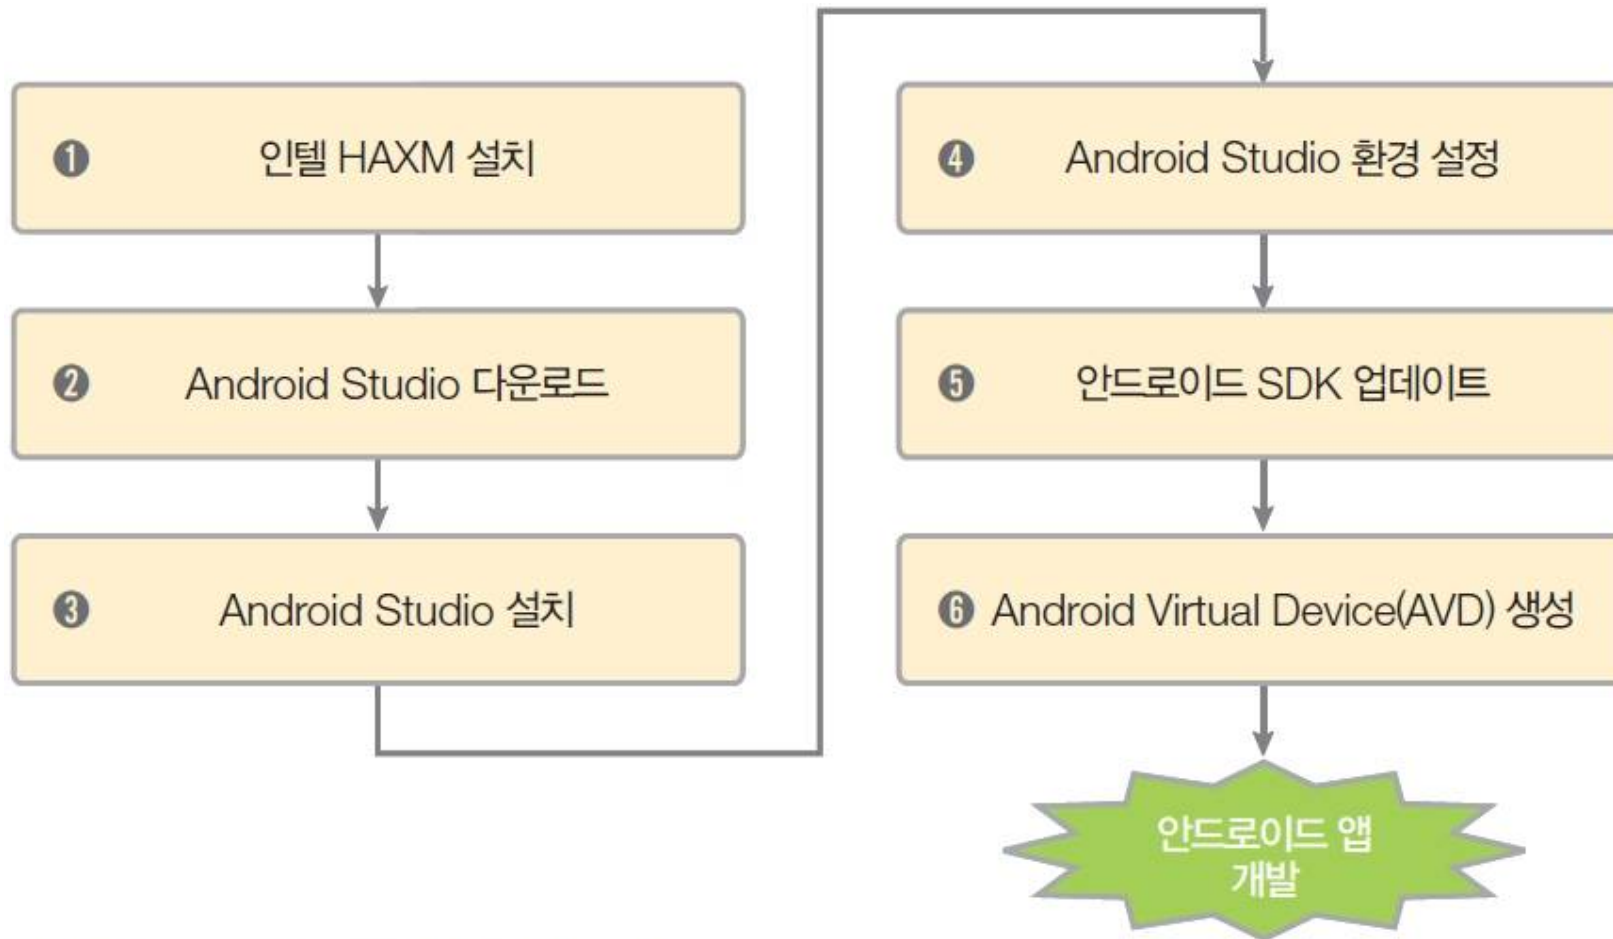 ❶ 인텔 HAXM 설치
❷ Android Studio 다운로드
❸ Android Studio 설치
❹ Android Studio 환경 설정
❺ 안드로이드 SDK 업데이트
❻ Android Virtual Device(AVD) 생성
안드로이드 앱
개발